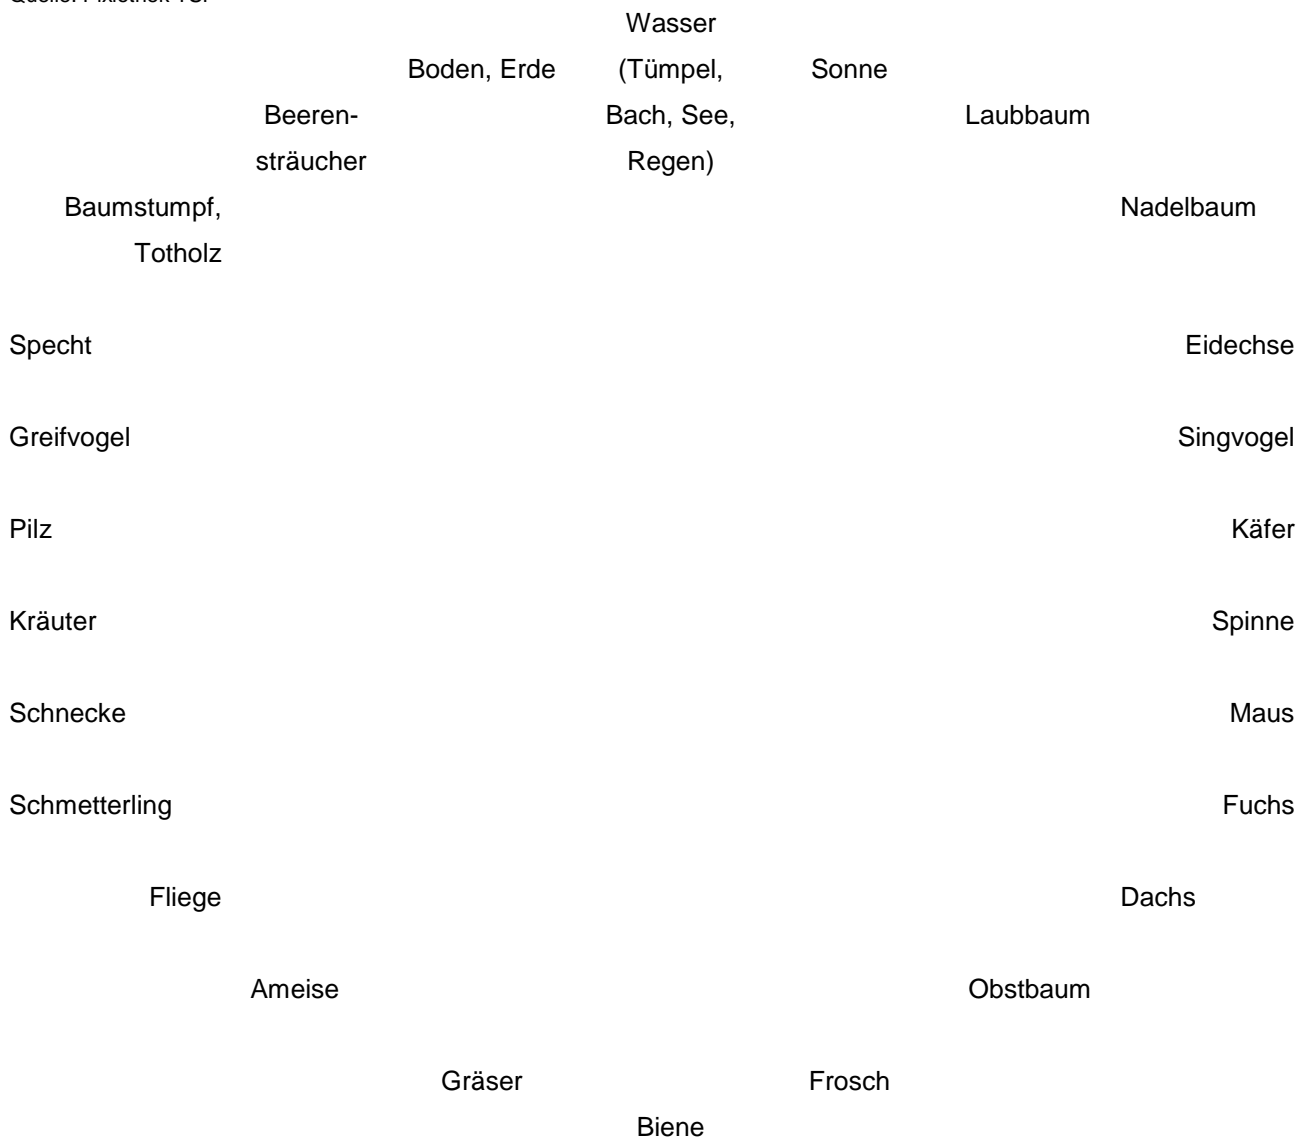 Wasser
Boden, Erde (Tümpel, Sonne
Beeren- Bach, See, Laubbaum
sträucher Regen)
Baumstumpf, Nadelbaum
Totholz
Specht Eidechse
Greifvogel Singvogel
Pilz Käfer
Kräuter Spinne
Schnecke Maus
Schmetterling Fuchs
Fliege Dachs
Ameise Obstbaum
Gräser Frosch
Biene